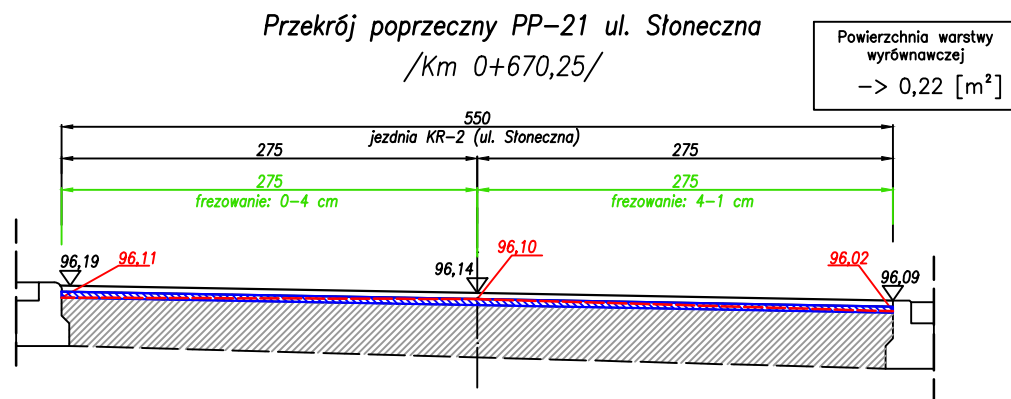 Przekrój poprzeczny PP-21 ul. Słoneczna
/Km 0+670,25/
Powierzchnia warstwy
wyrównawczej
-> 0,22 [m²]
550
jezdnia KR-2 (ul. Słoneczna)
275
275
275
275
frezowanie: 0-4 cm
frezowanie: 4-1 cm
96,19
96,11
96,14
96,10
96,02
96,09